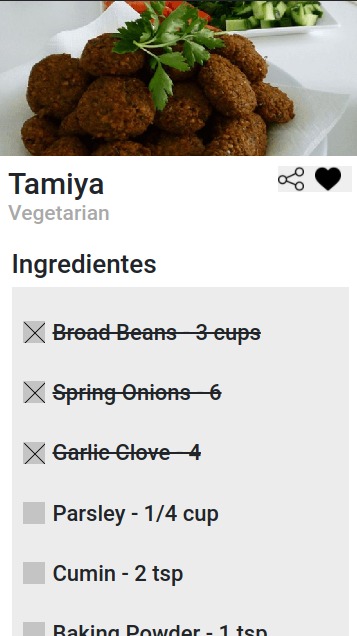 Tamiya
Vegetarian
Ingredientes
Broad Beans - 3 cups
Spring Onions - 6
Garlic Clove - 4
Parsley - 1/4 cup
Cumin - 2 tsp
Baking Powder - 1 tsp